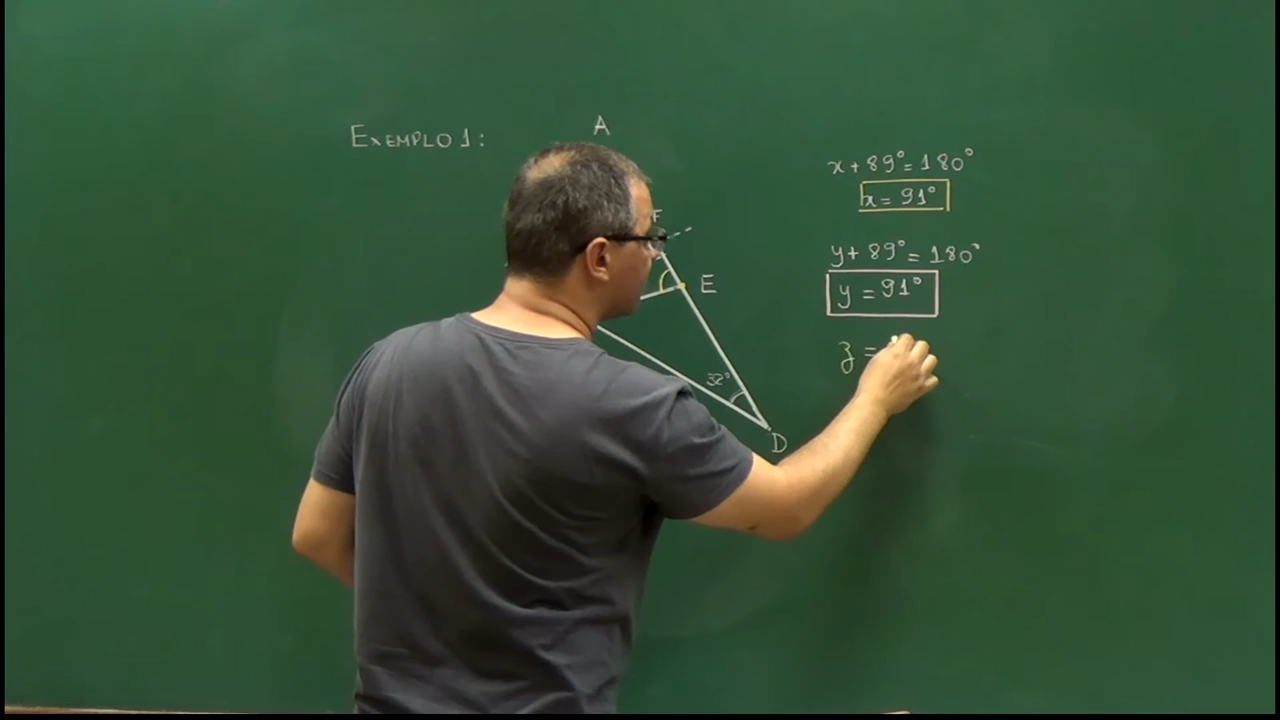 EXEMPLO 1:
A
x + 89° = 180°
x = 91°
F
y + 89° = 180°
E
y = 91°
z =
32°
D